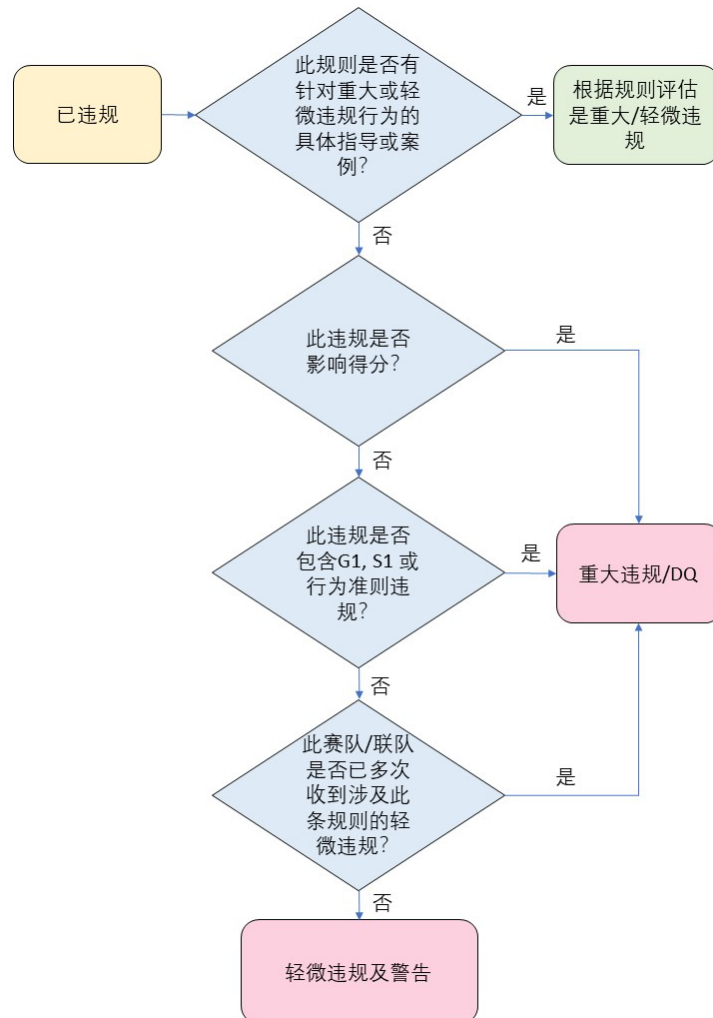 此规则是否有
针对重大或轻
微违规行为的
具体指导或案
例？
已违规
是
根据规则评估
是重大/轻微违
规
否
此违规是否
影响得分？
是
否
此违规是否
包含G1, S1 或
行为准则违
规？
是
重大违规/DQ
否
此赛队/联队
是否已多次
收到涉及此
条规则的轻
微违规？
是
否
轻微违规及警告